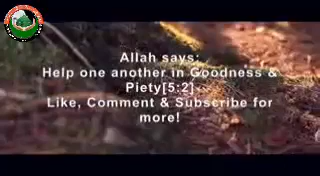 Allah says:
Help one another in Goodness &
Piety[5:2]
Like, Comment & Subscribe for
more!